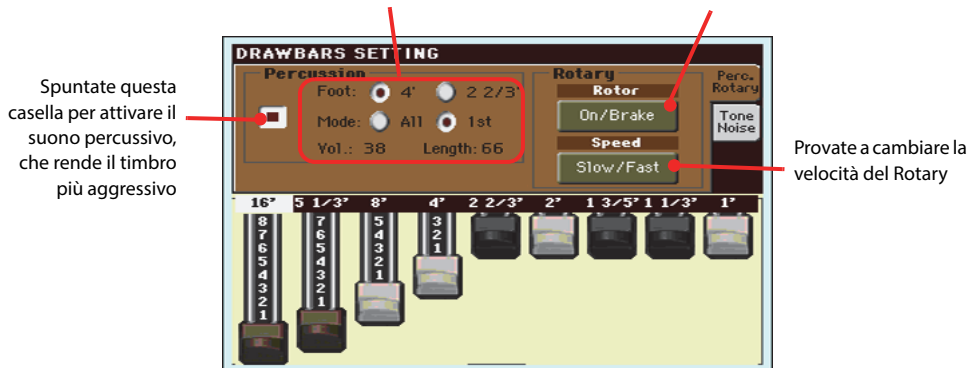 DRAWBARS SETTING
Spuntate questa
casella per attivare il
suono percussivo,
che rende il timbro
più aggressivo
Percussion
Foot: 4' 2 2/3'
Mode: All 1st
Vol.: 38 Length: 66
Rotary
Rotor
On/Brake
Speed
Slow/Fast
Perc.
Rotary
Tone
Noise
Provate a cambiare la
velocità del Rotary
16' 5 1/3' 8' 4' 2 2/3' 2' 1 3/5' 1 1/3' 1'
8 7 5 3
7 6 4 2
6 5 3 1
5 4 2
4 3 1
3 2
2 1
1